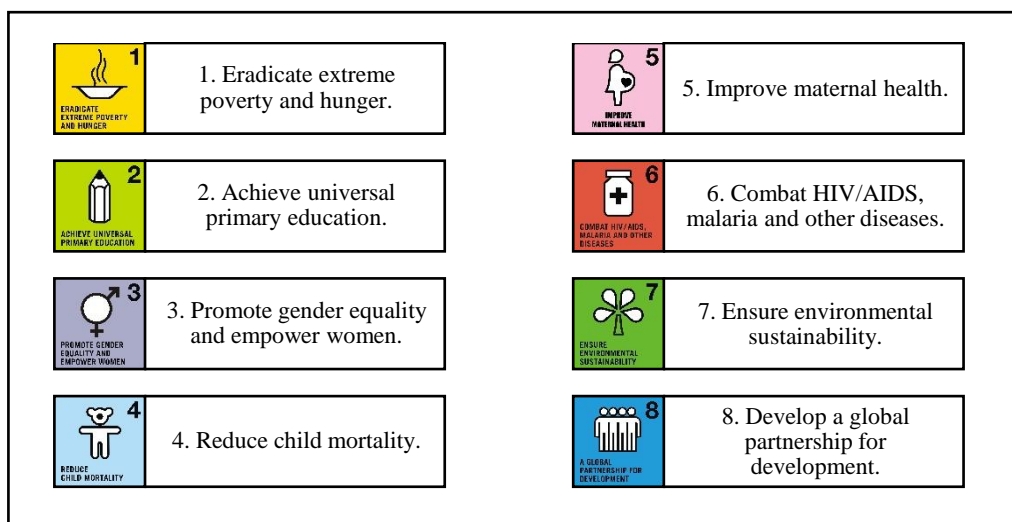 1
ERADICATE
EXTREME POVERTY
AND HUNGER
1. Eradicate extreme
poverty and hunger.
2
ACHIEVE UNIVERSAL
PRIMARY EDUCATION
2. Achieve universal
primary education.
3
PROMOTE GENDER
EQUALITY AND
EMPOWER WOMEN
3. Promote gender equality
and empower women.
4
REDUCE
CHILD MORTALITY
4. Reduce child mortality.
5
IMPROVE
MATERNAL HEALTH
5. Improve maternal health.
6
COMBAT HIV/AIDS,
MALARIA AND OTHER
DISEASES
6. Combat HIV/AIDS,
malaria and other diseases.
7
ENSURE
ENVIRONMENTAL
SUSTAINABILITY
7. Ensure environmental
sustainability.
8
A GLOBAL
PARTNERSHIP FOR
DEVELOPMENT
8. Develop a global
partnership for
development.